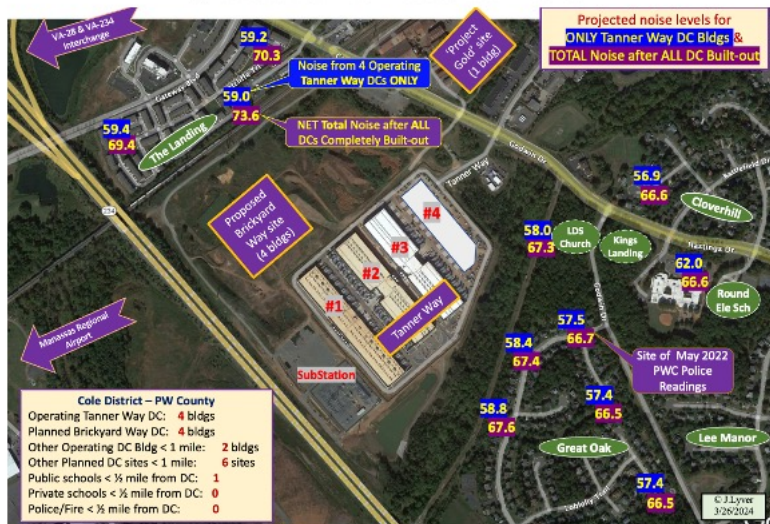 VA-28 & VA-234
Interchange
59.2
70.3
'Project
Gold' site
(1 bldg)
Projected noise levels for
ONLY Tanner Way DC Bldgs &
TOTAL Noise after ALL DC Built-out
Noise from 4 Operating
Tanner Way DCs ONLY
Gateway Blvd
59.0
73.6
59.4
69.4
The Landing
NET Total Noise after ALL
DCs Completely Built-out
Godwin Dr
Tanner Way
56.9
66.6
Cloverhill
234
Proposed
Brickyard
Way site
(4 bldgs)
#4
#3
#2
#1
58.0
67.3
LDS
Church
Kings
Landing
Hastings Dr
62.0
66.6
Round
Ele Sch
Tanner Way
Godwin Dr
57.5
66.7
Manassas Regional
Airport
58.4
67.4
Site of May 2022
PWC Police
Readings
SubStation
57.4
66.5
58.8
67.6
Great Oak
Lee Manor
Cole District – PW County
Operating Tanner Way DC: 4 bldgs
Planned Brickyard Way DC: 4 bldgs
Other Operating DC Bldg < 1 mile: 2 bldgs
Other Planned DC sites < 1 mile: 6 sites
Public schools < ½ mile from DC: 1
Private schools < ½ mile from DC: 0
Police/Fire < ½ mile from DC: 0
57.4
66.5
Loblolly Trail
© J.Lyver
3/26/2024